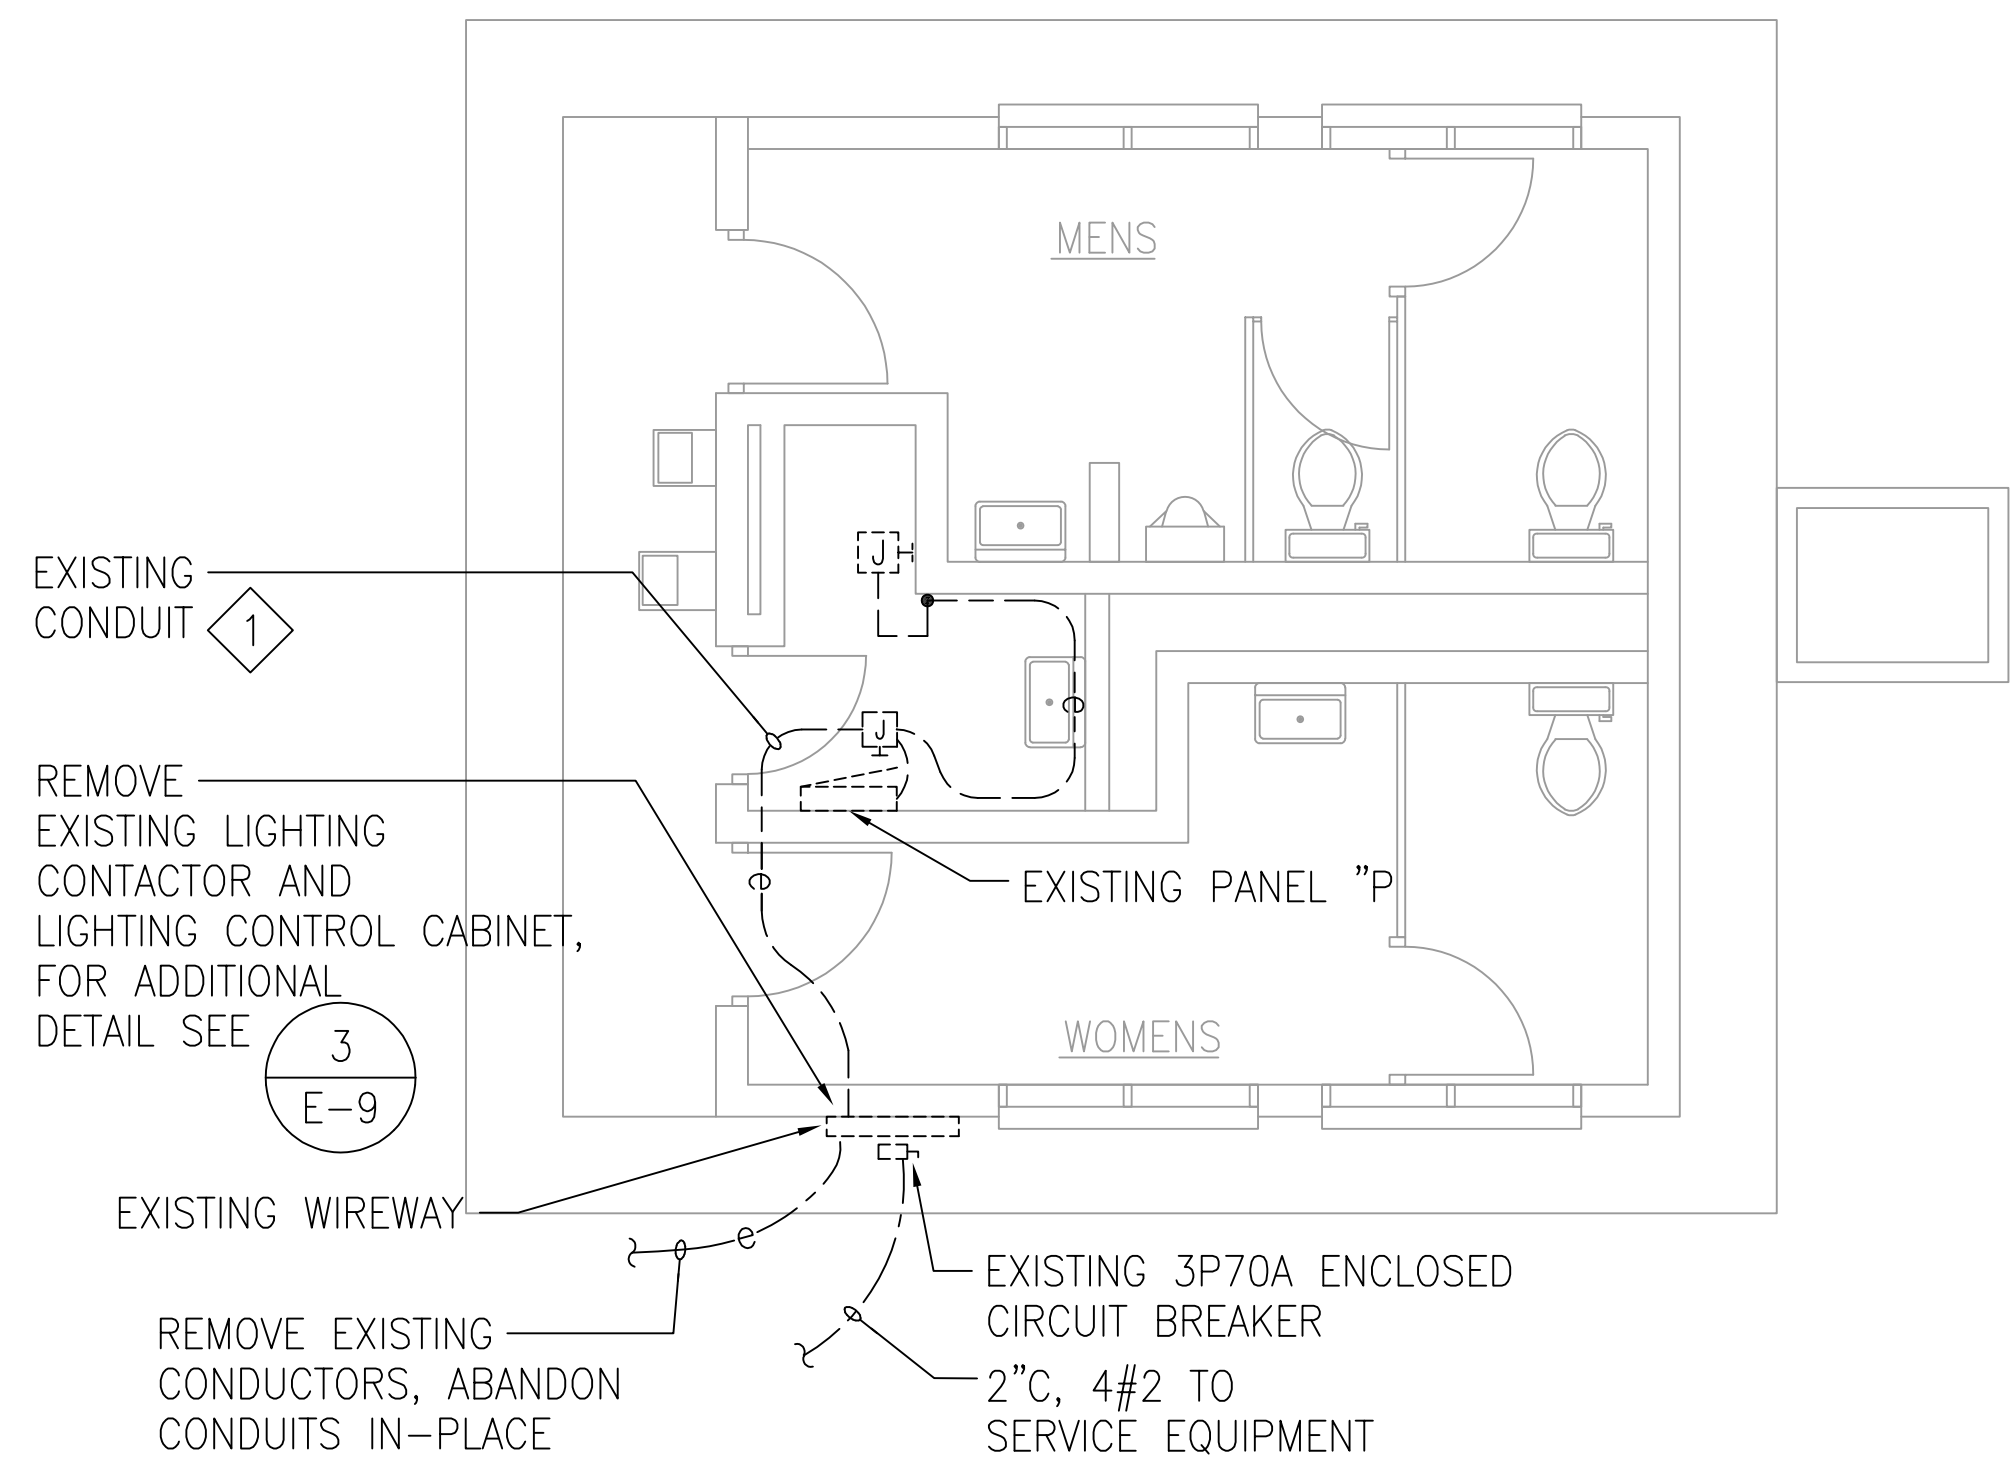 MENS
J
EXISTING
CONDUIT
1
e
J
REMOVE
EXISTING LIGHTING
CONTACTOR AND
LIGHTING CONTROL CABINET,
FOR ADDITIONAL
DETAIL SEE
3
E-9
e
EXISTING PANEL "P
WOMENS
EXISTING WIREWAY
e
EXISTING 3P70A ENCLOSED
CIRCUIT BREAKER
REMOVE EXISTING
CONDUCTORS, ABANDON
CONDUITS IN-PLACE
2"C, 4#2 TO
SERVICE EQUIPMENT